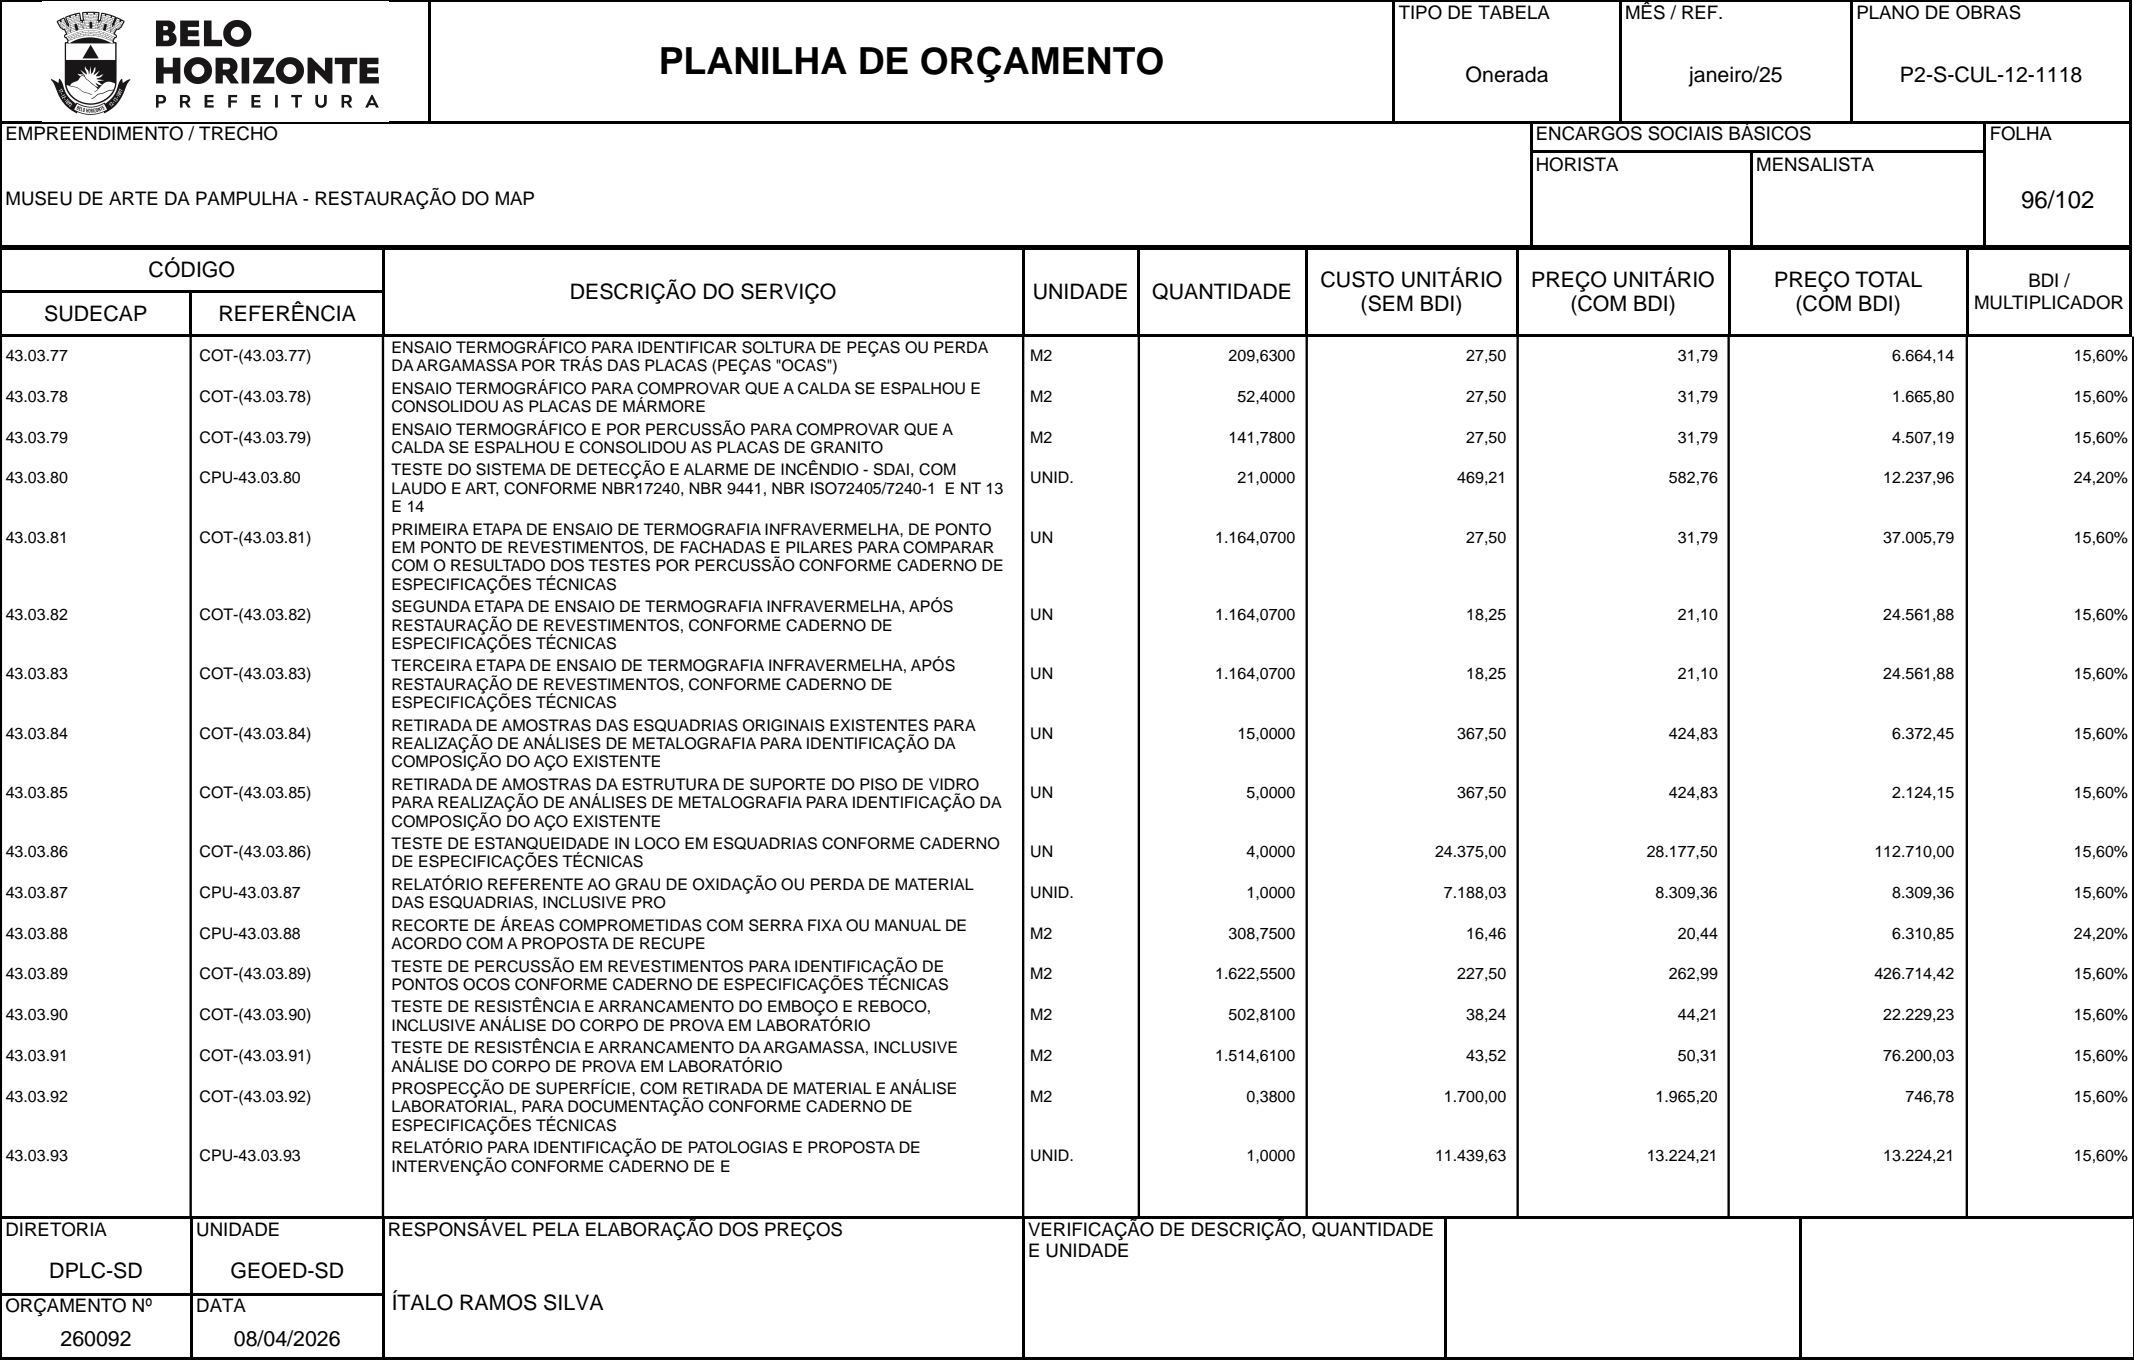 BELO
HORIZONTE
PREFEITURA
PLANILHA DE ORÇAMENTO
TIPO DE TABELA
Onerada
MÊS / REF.
janeiro/25
PLANO DE OBRAS
P2-S-CUL-12-1118
EMPREENDIMENTO / TRECHO
MUSEU DE ARTE DA PAMPULHA - RESTAURAÇÃO DO MAP
ENCARGOS SOCIAIS BÁSICOS
HORISTA
MENSALISTA
FOLHA
96/102
CÓDIGO
SUDECAP
REFERÊNCIA
DESCRIÇÃO DO SERVIÇO
UNIDADE
QUANTIDADE
CUSTO UNITÁRIO
(SEM BDI)
PREÇO UNITÁRIO
(COM BDI)
PREÇO TOTAL
(COM BDI)
BDI /
MULTIPLICADOR
43.03.77 COT-(43.03.77) ENSAIO TERMOGRÁFICO PARA IDENTIFICAR SOLTURA DE PEÇAS OU PERDA M2 209,6300 27,50 31,79 6.664,14 15,60%
DA ARGAMASSA POR TRÁS DAS PLACAS (PEÇAS "OCAS")
43.03.78 COT-(43.03.78) ENSAIO TERMOGRÁFICO PARA COMPROVAR QUE A CALDA SE ESPALHOU E M2 52,4000 27,50 31,79 1.665,80 15,60%
CONSOLIDOU AS PLACAS DE MÁRMORE
43.03.79 COT-(43.03.79) ENSAIO TERMOGRÁFICO E POR PERCUSSÃO PARA COMPROVAR QUE A M2 141,7800 27,50 31,79 4.507,19 15,60%
CALDA SE ESPALHOU E CONSOLIDOU AS PLACAS DE GRANITO
43.03.80 CPU-43.03.80 TESTE DO SISTEMA DE DETECÇÃO E ALARME DE INCÊNDIO - SDAI, COM UNID. 21,0000 469,21 582,76 12.237,96 24,20%
LAUDO E ART, CONFORME NBR17240, NBR 9441, NBR ISO72405/7240-1 E NT 13
E 14
43.03.81 COT-(43.03.81) PRIMEIRA ETAPA DE ENSAIO DE TERMOGRAFIA INFRAVERMELHA, DE PONTO UN 1.164,0700 27,50 31,79 37.005,79 15,60%
EM PONTO DE REVESTIMENTOS, DE FACHADAS E PILARES PARA COMPARAR
COM O RESULTADO DOS TESTES POR PERCUSSÃO CONFORME CADERNO DE
ESPECIFICAÇÕES TÉCNICAS
43.03.82 COT-(43.03.82) SEGUNDA ETAPA DE ENSAIO DE TERMOGRAFIA INFRAVERMELHA, APÓS UN 1.164,0700 18,25 21,10 24.561,88 15,60%
RESTAURAÇÃO DE REVESTIMENTOS, CONFORME CADERNO DE
ESPECIFICAÇÕES TÉCNICAS
43.03.83 COT-(43.03.83) TERCEIRA ETAPA DE ENSAIO DE TERMOGRAFIA INFRAVERMELHA, APÓS UN 1.164,0700 18,25 21,10 24.561,88 15,60%
RESTAURAÇÃO DE REVESTIMENTOS, CONFORME CADERNO DE
ESPECIFICAÇÕES TÉCNICAS
43.03.84 COT-(43.03.84) RETIRADA DE AMOSTRAS DAS ESQUADRIAS ORIGINAIS EXISTENTES PARA UN 15,0000 367,50 424,83 6.372,45 15,60%
REALIZAÇÃO DE ANÁLISES DE METALOGRAFIA PARA IDENTIFICAÇÃO DA
COMPOSIÇÃO DO AÇO EXISTENTE
43.03.85 COT-(43.03.85) RETIRADA DE AMOSTRAS DA ESTRUTURA DE SUPORTE DO PISO DE VIDRO UN 5,0000 367,50 424,83 2.124,15 15,60%
PARA REALIZAÇÃO DE ANÁLISES DE METALOGRAFIA PARA IDENTIFICAÇÃO DA
COMPOSIÇÃO DO AÇO EXISTENTE
43.03.86 COT-(43.03.86) TESTE DE ESTANQUEIDADE IN LOCO EM ESQUADRIAS CONFORME CADERNO UN 4,0000 24.375,00 28.177,50 112.710,00 15,60%
DE ESPECIFICAÇÕES TÉCNICAS
43.03.87 CPU-43.03.87 RELATÓRIO REFERENTE AO GRAU DE OXIDAÇÃO OU PERDA DE MATERIAL UNID. 1,0000 7.188,03 8.309,36 8.309,36 15,60%
DAS ESQUADRIAS, INCLUSIVE PRO
43.03.88 CPU-43.03.88 RECORTE DE ÁREAS COMPROMETIDAS COM SERRA FIXA OU MANUAL DE M2 308,7500 16,46 20,44 6.310,85 24,20%
ACORDO COM A PROPOSTA DE RECUPE
43.03.89 COT-(43.03.89) TESTE DE PERCUSSÃO EM REVESTIMENTOS PARA IDENTIFICAÇÃO DE M2 1.622,5500 227,50 262,99 426.714,42 15,60%
PONTOS OCOS CONFORME CADERNO DE ESPECIFICAÇÕES TÉCNICAS
43.03.90 COT-(43.03.90) TESTE DE RESISTÊNCIA E ARRANCAMENTO DO EMBOÇO E REBOCO, M2 502,8100 38,24 44,21 22.229,23 15,60%
INCLUSIVE ANÁLISE DO CORPO DE PROVA EM LABORATÓRIO
43.03.91 COT-(43.03.91) TESTE DE RESISTÊNCIA E ARRANCAMENTO DA ARGAMASSA, INCLUSIVE M2 1.514,6100 43,52 50,31 76.200,03 15,60%
ANÁLISE DO CORPO DE PROVA EM LABORATÓRIO
43.03.92 COT-(43.03.92) PROSPECÇÃO DE SUPERFÍCIE, COM RETIRADA DE MATERIAL E ANÁLISE M2 0,3800 1.700,00 1.965,20 746,78 15,60%
LABORATORIAL, PARA DOCUMENTAÇÃO CONFORME CADERNO DE
ESPECIFICAÇÕES TÉCNICAS
43.03.93 CPU-43.03.93 RELATÓRIO PARA IDENTIFICAÇÃO DE PATOLOGIAS E PROPOSTA DE UNID. 1,0000 11.439,63 13.224,21 13.224,21 15,60%
INTERVENÇÃO CONFORME CADERNO DE E
DIRETORIA
DPLC-SD
UNIDADE
GEOED-SD
RESPONSÁVEL PELA ELABORAÇÃO DOS PREÇOS
ÍTALO RAMOS SILVA
VERIFICAÇÃO DE DESCRIÇÃO, QUANTIDADE
E UNIDADE
ORÇAMENTO Nº
260092
DATA
08/04/2026